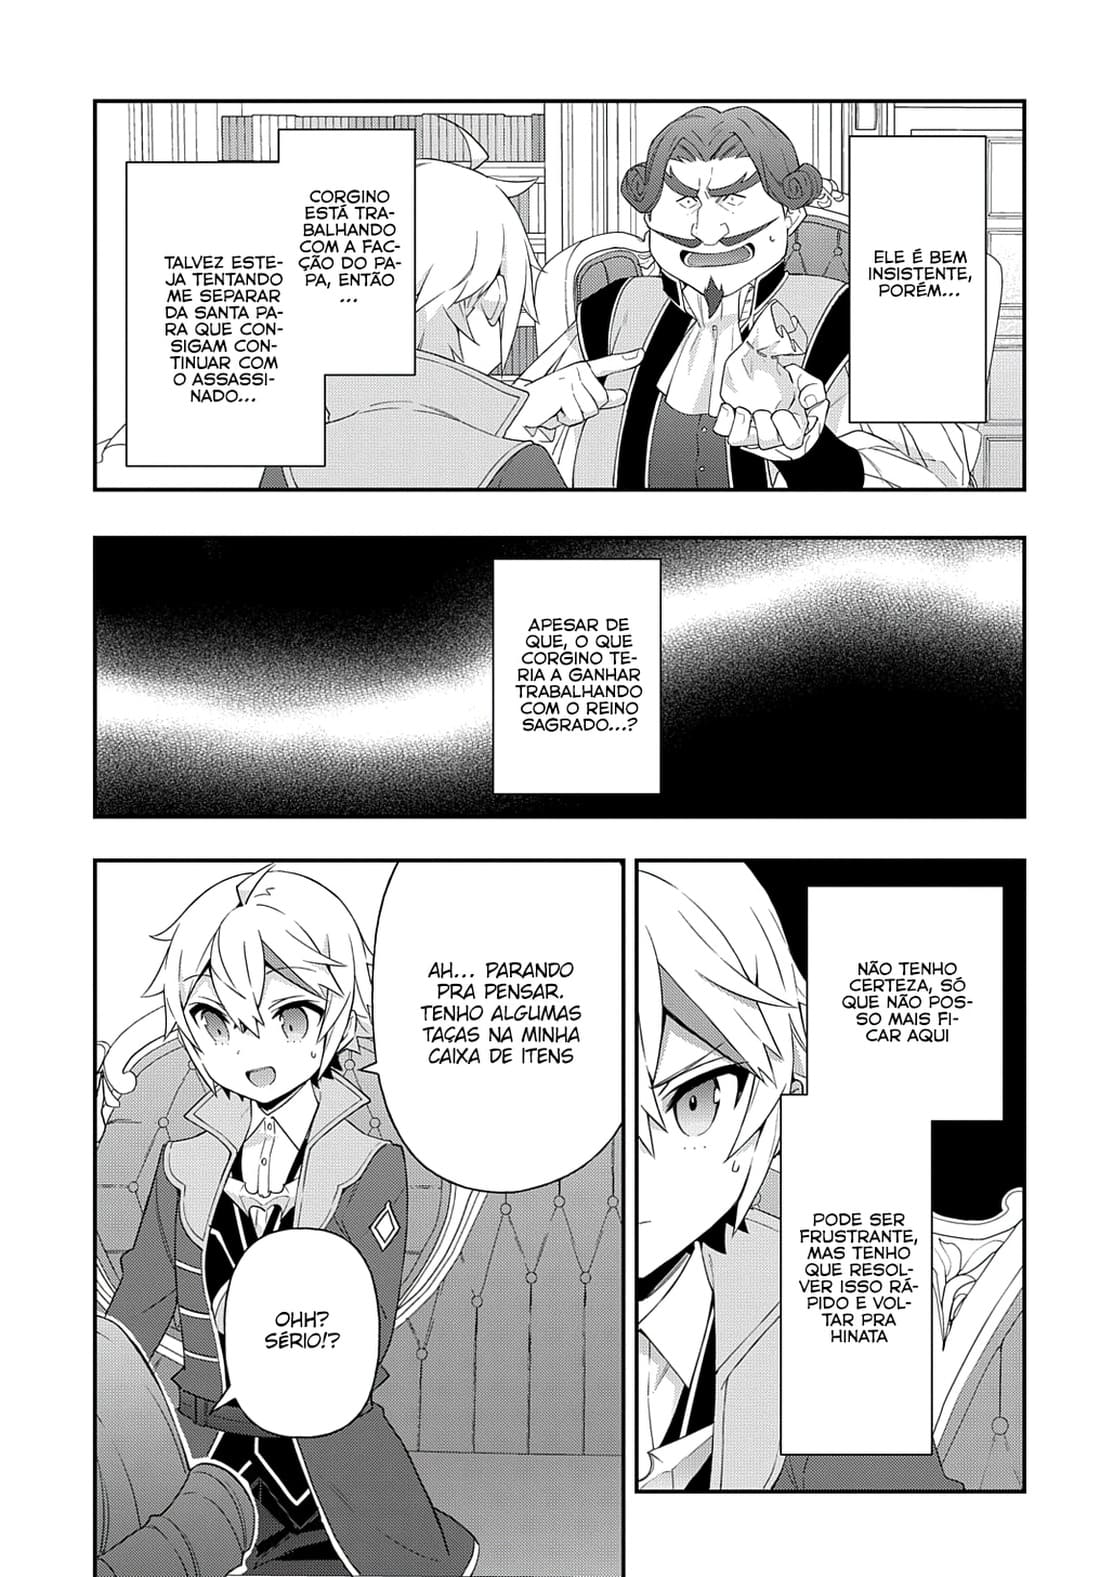 ELE É BEM
INSISTENTE,
PORÉM...
CORGINO
ESTÁ TRA-
BALHANDO
COM A FAC-
ÇÃO DO PA-
PA, ENTÃO
...
TALVEZ ESTE-
JA TENTANDO
ME SEPARAR
DA SANTA PA-
RA QUE CON-
SIGAM CON-
TINUAR COM
O ASSASSI-
NADO...
APESAR DE
QUE, O QUE
CORGINO TE-
RIA A GANHAR
TRABALHANDO
COM O REINO
SAGRADO...?
NÃO TENHO
CERTEZA, SÓ
QUE NÃO POS-
SO MAIS FI-
CAR AQUI
PODE SER
FRUSTRANTE,
MAS TENHO
QUE RESOL-
VER ISSO RÁ-
PIDO E VOL-
TAR PRA
HINATA
AH... PARANDO
PRA PENSAR.
TENHO ALGUMAS
TAÇAS NA MINHA
CAIXA DE ITENS
OHH?
SÉRIO!?